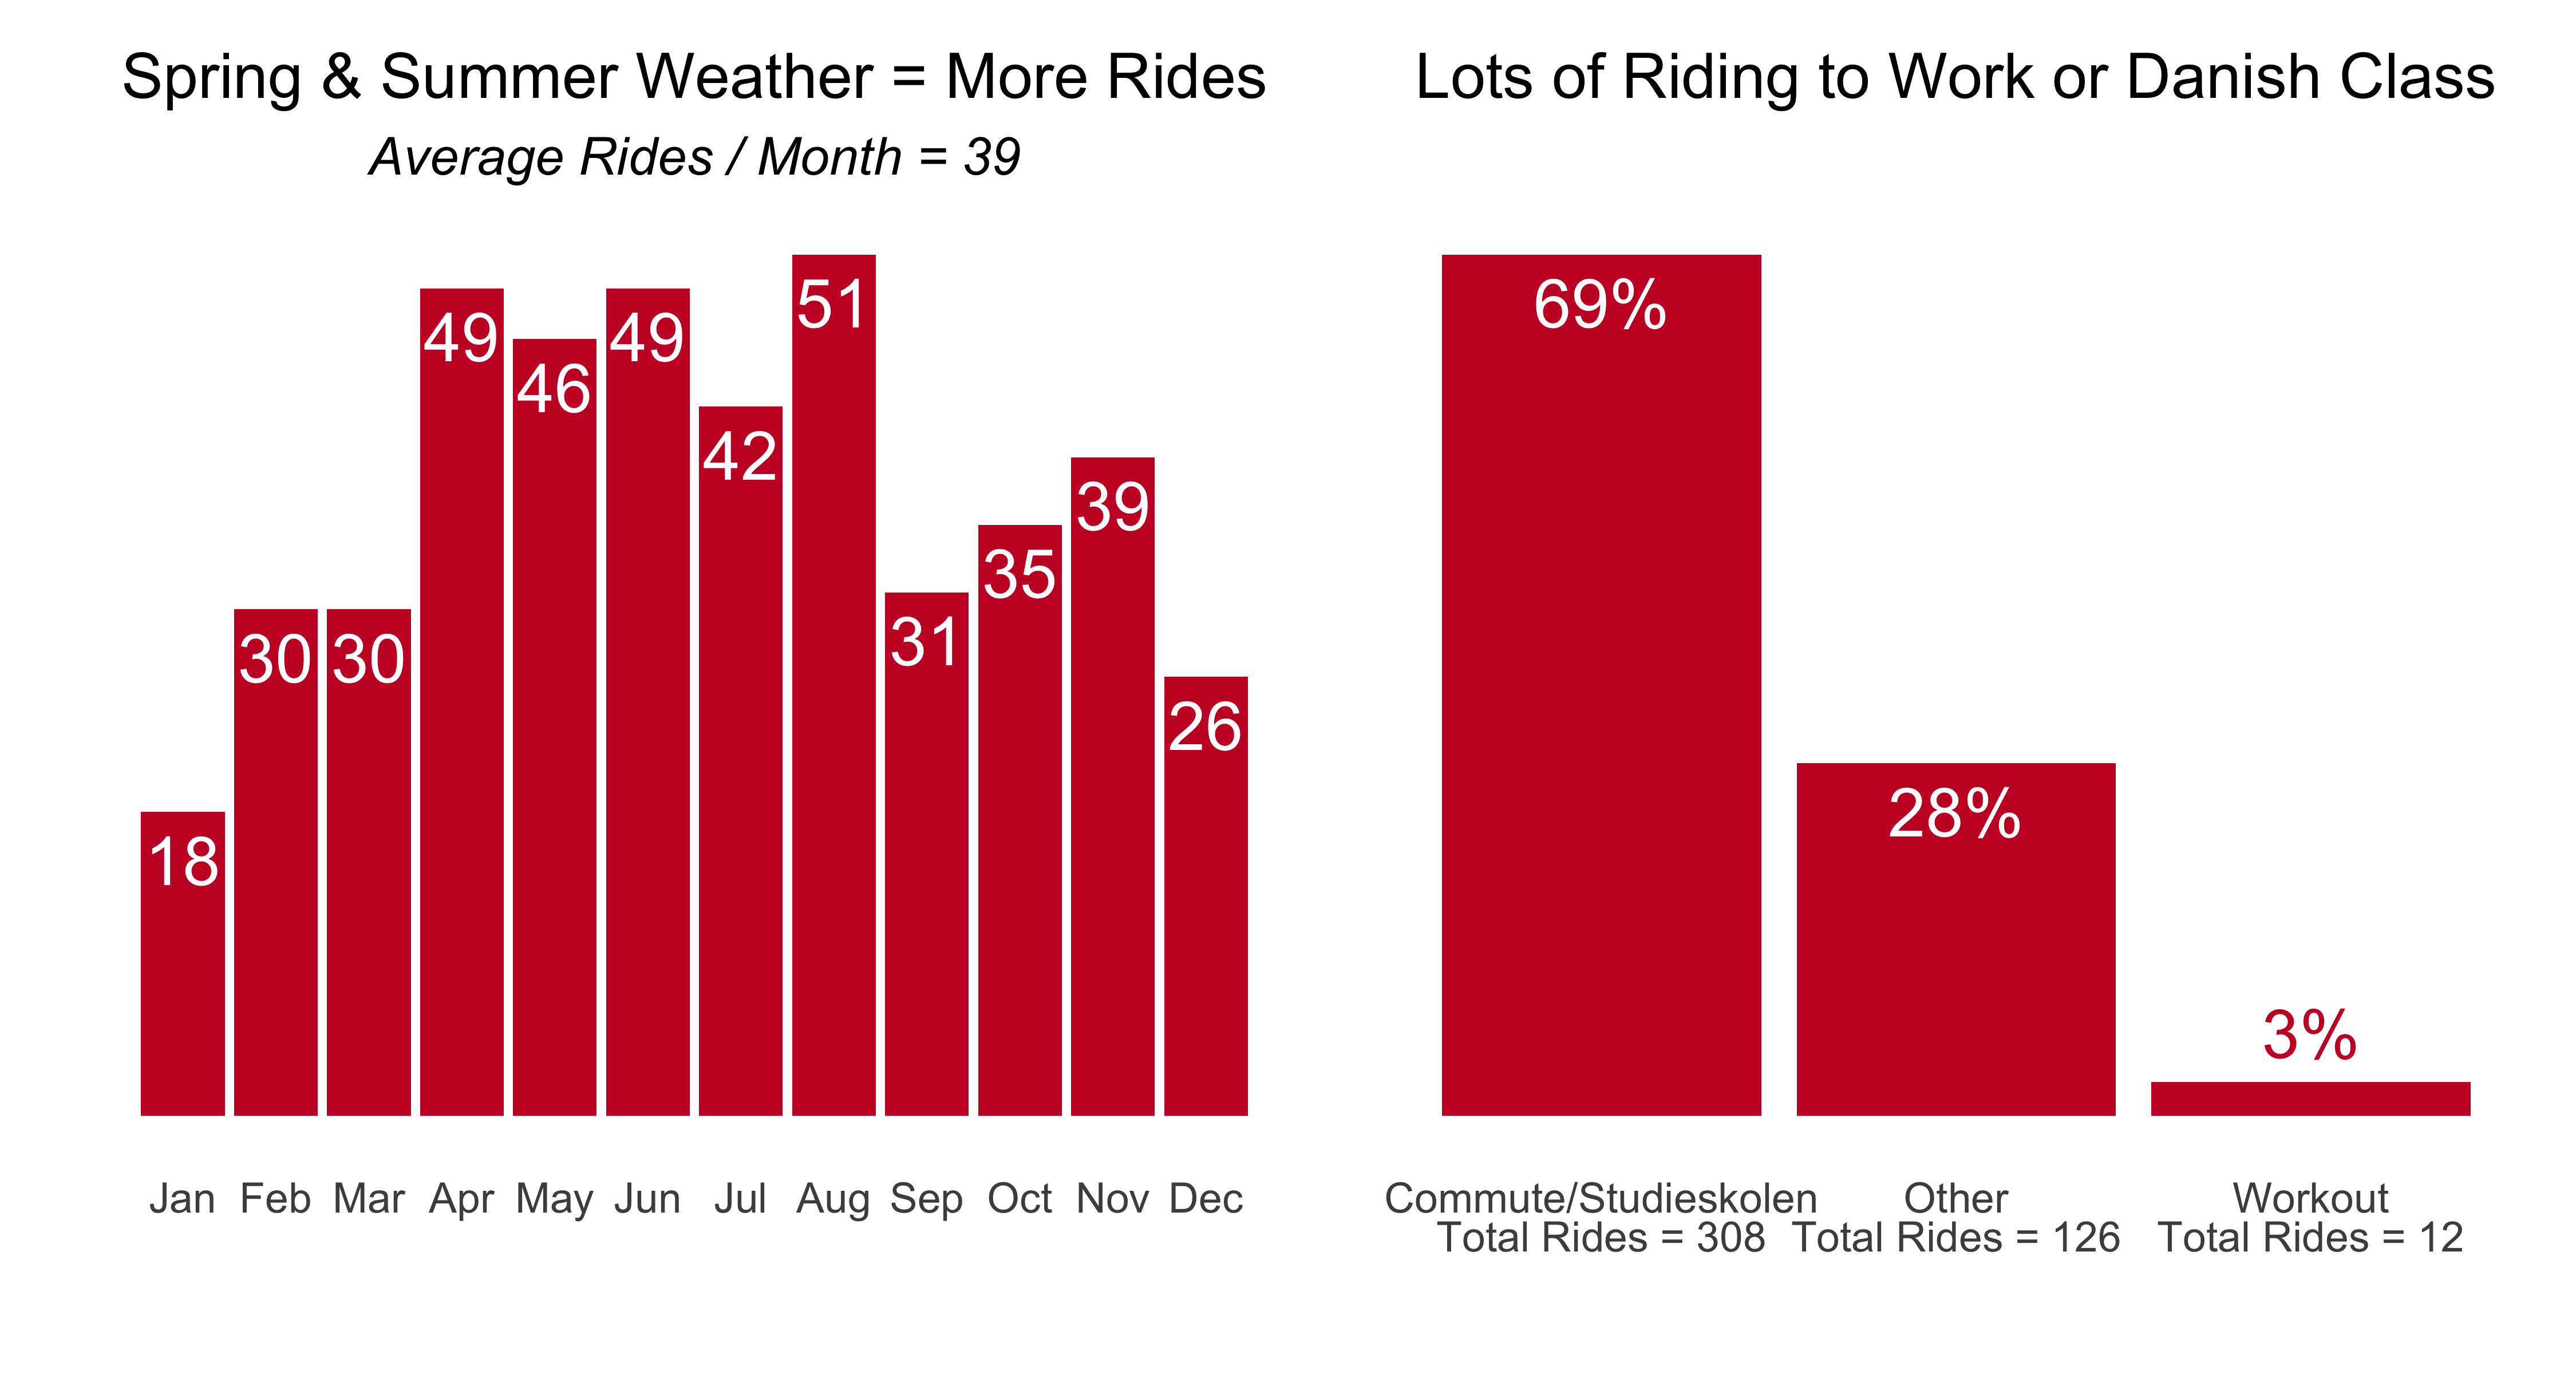 Spring & Summer Weather = More Rides
Average Rides / Month = 39
18
30
30
49
46
49
42
51
31
35
39
26
Jan
Feb
Mar
Apr
May
Jun
Jul
Aug
Sep
Oct
Nov
Dec
Lots of Riding to Work or Danish Class
69%
28%
3%
Commute/Studieskolen
Total Rides = 308
Other
Total Rides = 126
Workout
Total Rides = 12